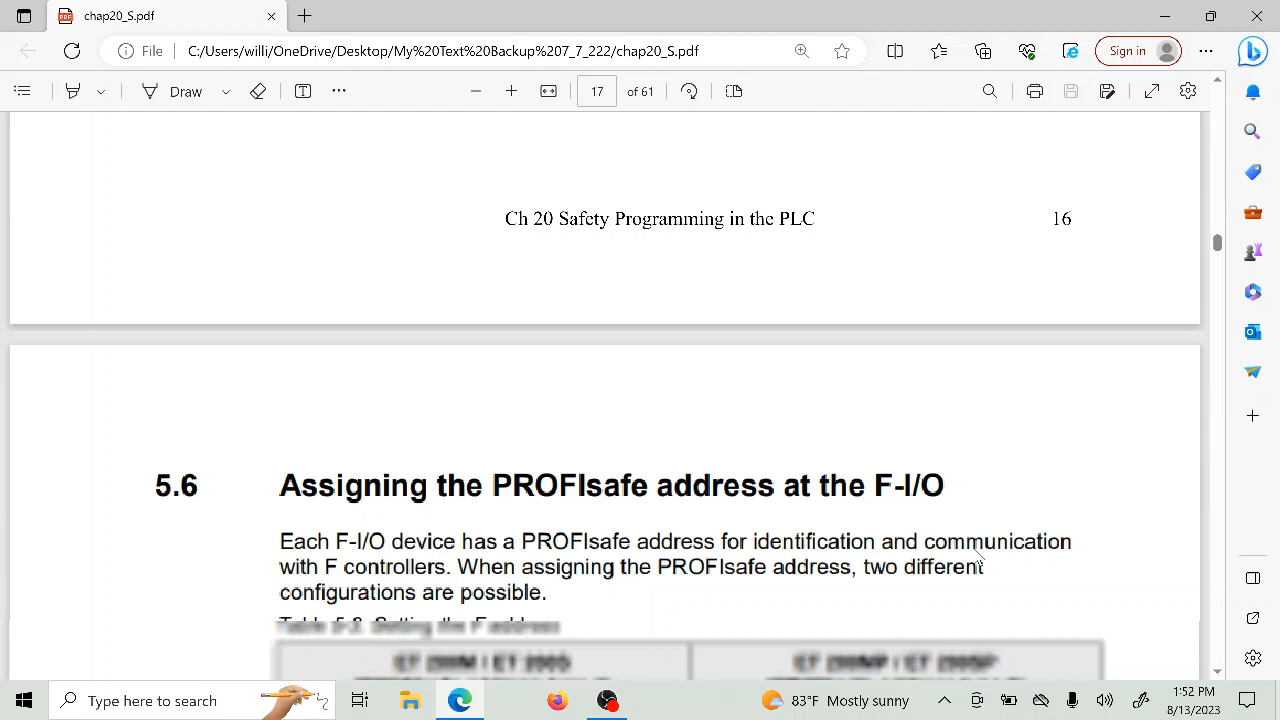 chap20_S.pdf
File
C:/Users/willi/OneDrive/Desktop/My%20Text%20Backup%207_7_222/chap20_S.pdf
Sign in
Draw
17 of 61
Ch 20 Safety Programming in the PLC 16
5.6 Assigning the PROFIsafe address at the F-I/O
Each F-I/O device has a PROFIsafe address for identification and communication
with F controllers. When assigning the PROFIsafe address, two different
configurations are possible.
Type here to search
83°F Mostly sunny
1:52 PM
8/13/2023